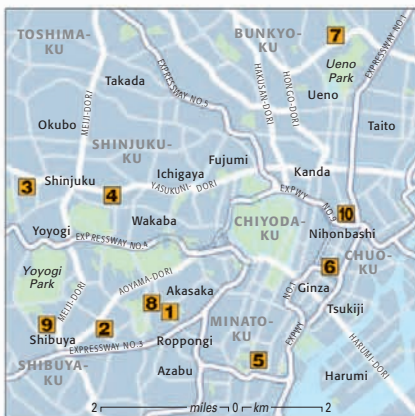 TOSHIMA-
KU
BUNKYO-
KU
7
EXPRESSWAY NO.1
Ueno
Park
Takada
EXPRESSWAY NO.5
HAKUSAN-DORI
HONGO-DORI
Ueno
MEIJI-DORI
Okubo
Taito
SHINJUKU-
KU
Fujumi
Kanda
3
Shinjuku
4
Ichigaya
YASUKUNI- DORI
EXPWY
NO.9
10
Wakaba
CHIYODA-
KU
Nihonbashi
Yoyogi
EXPRESSWAY NO.4
CHUO-
KU
6
Yoyogi
Park
AOYAMA-DORI
Akasaka
Ginza
NO.1
EXPWY
Tsukiji
8
1
MEIJI-DORI
9
2
MINATO-
KU
Shibuya
EXPRESSWAY NO.3
Roppongi
5
HARUMI-DORI
SHIBUYA-
KU
Azabu
Harumi
2 miles 0 km 2